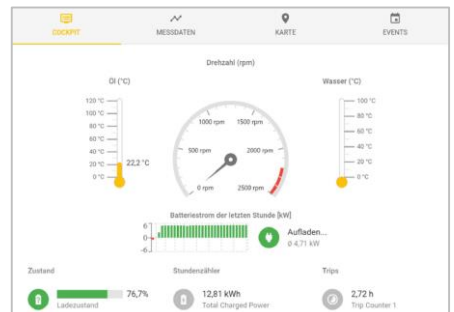 COCKPIT
MESSDATEN
KARTE
EVENTS
Drehzahl (rpm)
Öl (°C)
Wasser (°C)
120 °C
100 °C
80 °C
60 °C
40 °C
20 °C
0 °C
22,2 °C
1000 rpm
1500 rpm
500 rpm
2000 rpm
0 rpm
2500 rpm
100 °C
80 °C
60 °C
40 °C
20 °C
0 °C
Batteriestrom der letzten Stunde [kW]
6
0
-6
Aufladen...
ø 4,71 kW
Zustand
Stundenzähler
Trips
76,7%
Ladezustand
12,81 kWh
Total Charged Power
2,72 h
Trip Counter 1